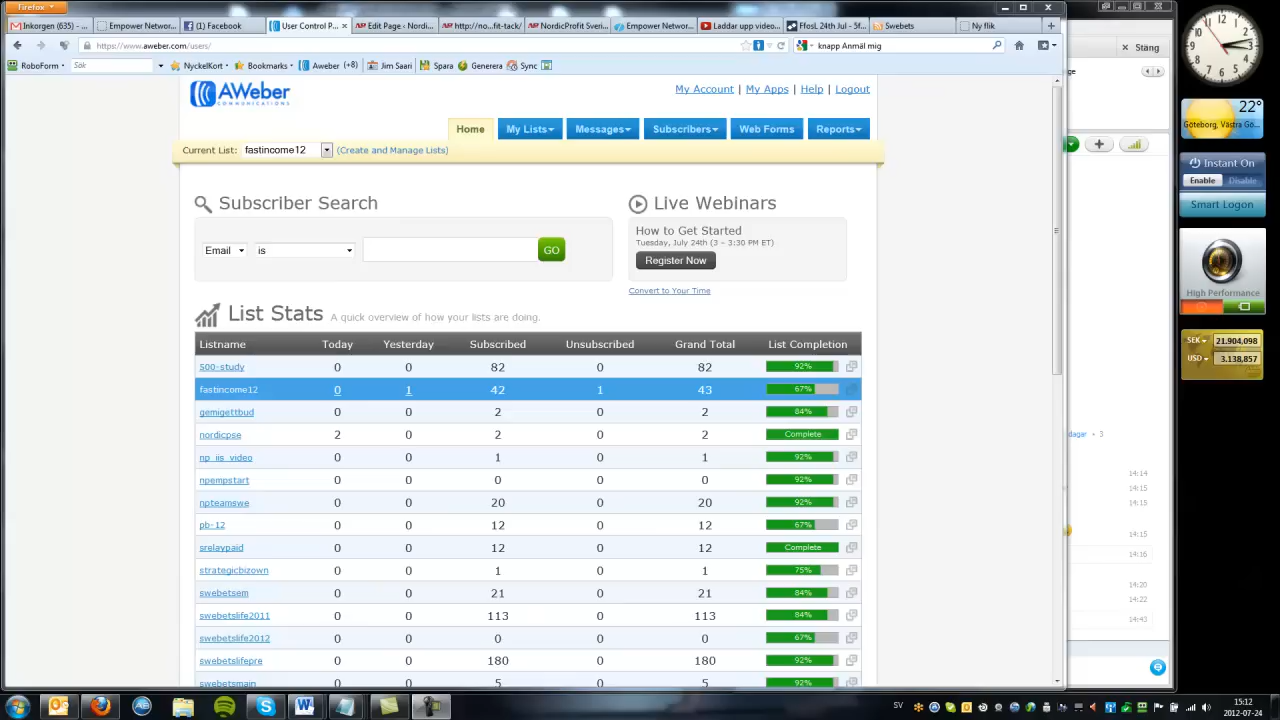 Firefox
Inkorgen (635) - ...
Empower Networ...
Facebook
User Control P...
Edit Page ‹ Nordi...
http://no...fit-tack/
NordicProfit Sveri...
Empower Networ...
Laddar upp video...
FfosL 24th Jul - 5f...
Swebets
Ny flik
https://www.aweber.com/users/
knapp Anmäl mig
Stäng
RoboForm
Sök
NyckelKort
Bookmarks
Aweber (+8)
Jim Saari
Spara
Generera
Sync
AWeber
COMMUNICATIONS
My Account | My Apps | Help | Logout
Home
My Lists
Messages
Subscribers
Web Forms
Reports
Current List: fastincome12 (Create and Manage Lists)
Subscriber Search
Email is GO
Live Webinars
How to Get Started
Tuesday, July 24th (3 – 3:30 PM ET)
Register Now
Convert to Your Time
List Stats A quick overview of how your lists are doing.
Listname Today Yesterday Subscribed Unsubscribed Grand Total List Completion
500-study 0 0 82 0 82 92%
fastincome12 0 1 42 1 43 67%
gemigettbud 0 0 2 0 2 84%
nordicpse 2 0 2 0 2 Complete
np_iis_video 0 0 1 0 1 92%
npempstart 0 0 0 0 0 92%
npteamswe 0 0 20 0 20 92%
pb-12 0 0 12 0 12 67%
srelaypaid 0 0 12 0 12 Complete
strategicbizown 0 0 1 0 1 75%
swebetsem 0 0 21 0 21 84%
swebetslife2011 0 0 113 0 113 84%
swebetslife2012 0 0 0 0 0 67%
swebetslifepre 0 0 180 0 180 92%
swebetsmain 0 0 5 0 5 92%
dagar • 3
14:14
14:15
14:15
14:15
14:16
14:20
14:22
14:43
22°
Göteborg, Västra Gö...
Instant On
Enable Disable
Smart Logon
High Performance
SEK 21.904,098
USD 3.138,857
SV
15:12
2012-07-24